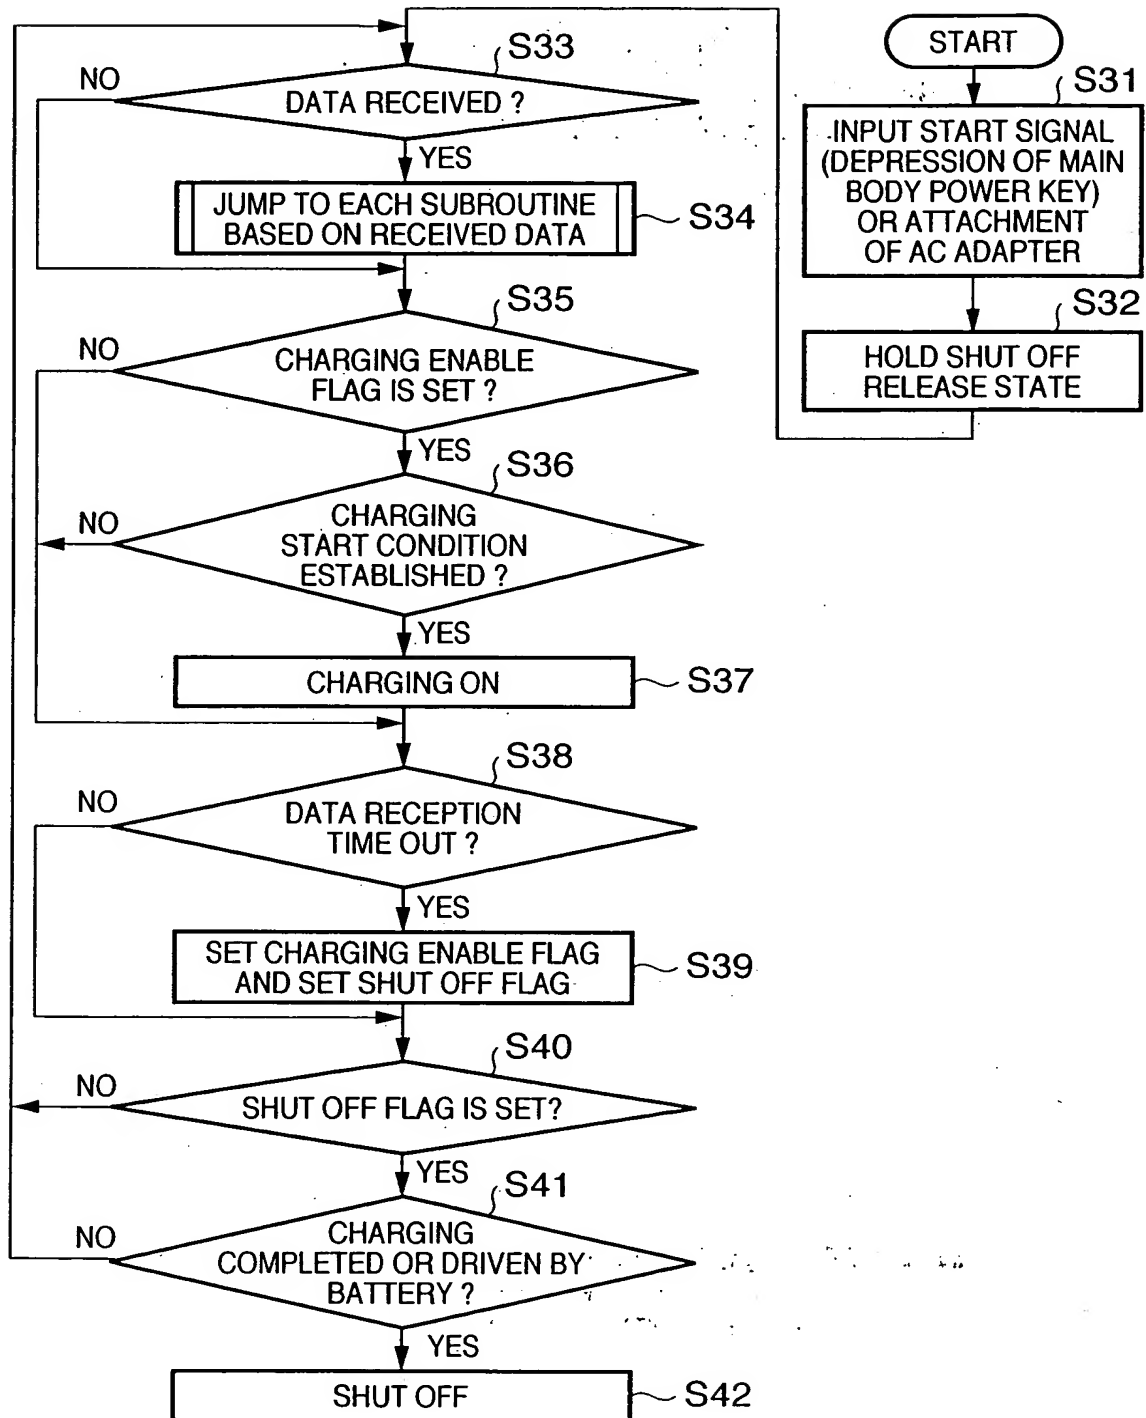 START
S31
INPUT START SIGNAL
(DEPRESSION OF MAIN
BODY POWER KEY)
OR ATTACHMENT
OF AC ADAPTER
S32
HOLD SHUT OFF
RELEASE STATE
S33
NO
DATA RECEIVED ?
YES
JUMP TO EACH SUBROUTINE
BASED ON RECEIVED DATA
S34
S35
NO
CHARGING ENABLE
FLAG IS SET ?
YES
S36
NO
CHARGING
START CONDITION
ESTABLISHED ?
YES
CHARGING ON
S37
S38
NO
DATA RECEPTION
TIME OUT ?
YES
SET CHARGING ENABLE FLAG
AND SET SHUT OFF FLAG
S39
S40
NO
SHUT OFF FLAG IS SET?
YES
S41
NO
CHARGING
COMPLETED OR DRIVEN BY
BATTERY ?
YES
SHUT OFF
S42